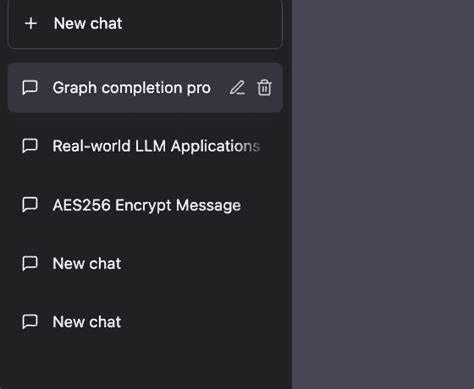 New chat
Graph completion pro
Real-world LLM Applications
AES256 Encrypt Message
New chat
New chat